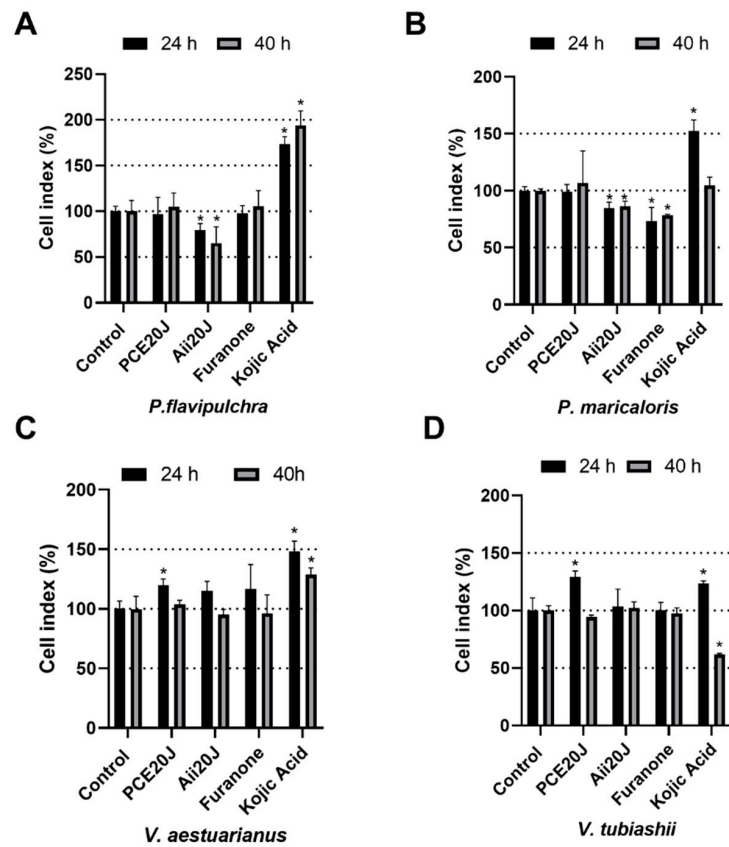 A
24 h 40 h
Cell index (%)
250
200
150
100
50
0
* * * *
Control PCE20J Aii20J Furanone Kojic Acid
P.flavipulchra
B
24 h 40 h
Cell index (%)
200
150
100
50
0
* * * * *
Control PCE20J Aii20J Furanone Kojic Acid
P. maricaloris
C
24 h 40h
Cell index (%)
200
150
100
50
0
* * *
Control PCE20J Aii20J Furanone Kojic Acid
V. aestuarianus
D
24 h 40 h
Cell index (%)
200
150
100
50
0
* * *
Control PCE20J Aii20J Furanone Kojic Acid
V. tubiashii